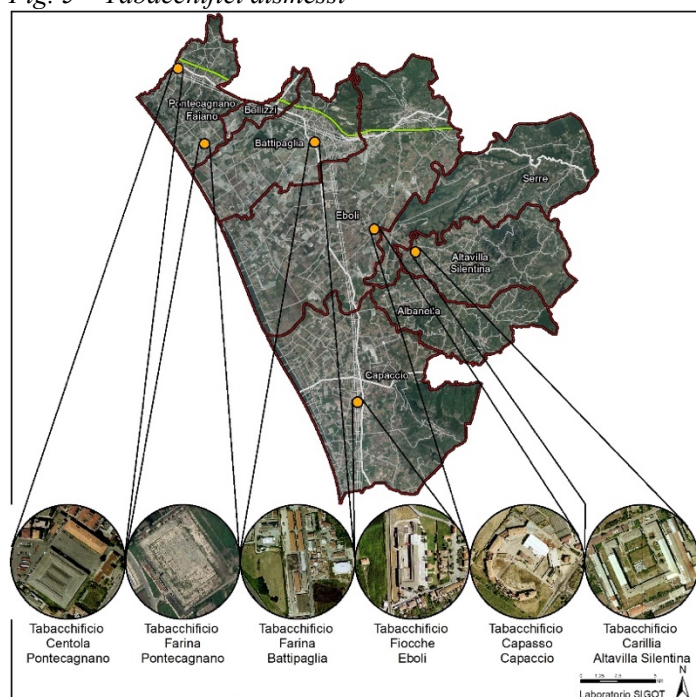 Fig. 5 – Tabacchifici dismessi
Pontecagnano
Faiano
Bellizzi
Battipaglia
Serre
Eboli
Altavilla
Silentina
Albanella
Capaccio
Tabacchificio
Centola
Pontecagnano
Tabacchificio
Farina
Pontecagnano
Tabacchificio
Farina
Battipaglia
Tabacchificio
Fiocche
Eboli
Tabacchificio
Capasso
Capaccio
Tabacchificio
Carillia
Altavilla Silentina
N
Laboratorio SIGOT